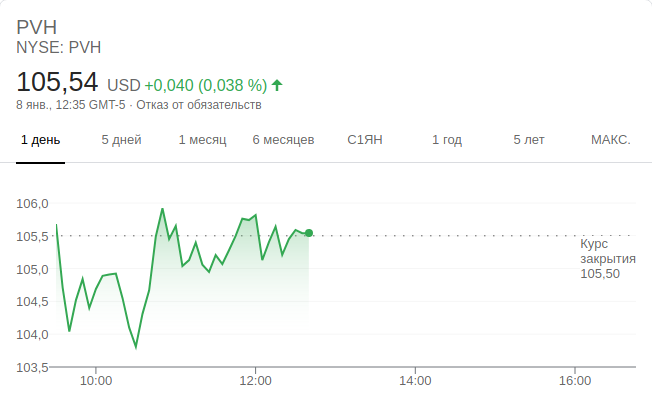 PVH
NYSE: PVH
105,54 USD +0,040 (0,038 %)
8 янв., 12:35 GMT-5 · Отказ от обязательств
1 день 5 дней 1 месяц 6 месяцев С1ЯН 1 год 5 лет МАКС.
106,0
105,5
Курс
закрытия
105,50
105,0
104,5
104,0
103,5
10:00 12:00 14:00 16:00